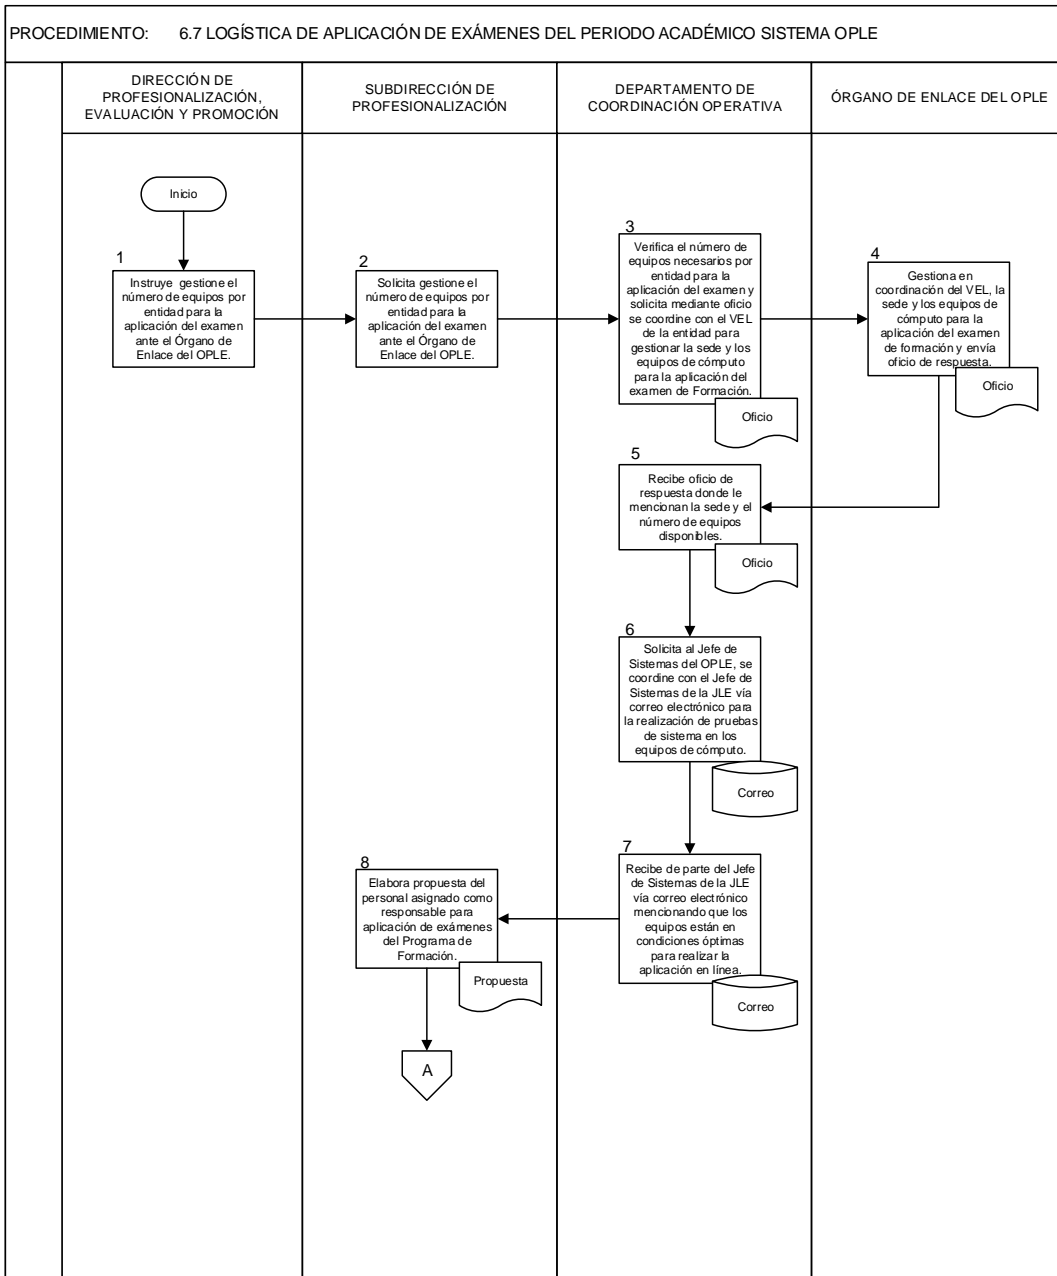 PROCEDIMIENTO: 6.7 LOGÍSTICA DE APLICACIÓN DE EXÁMENES DEL PERIODO ACADÉMICO SISTEMA OPLE
DIRECCIÓN DE
PROFESIONALIZACIÓN,
EVALUACIÓN Y PROMOCIÓN
SUBDIRECCIÓN DE
PROFESIONALIZACIÓN
DEPARTAMENTO DE
COORDINACIÓN OPERATIVA
ÓRGANO DE ENLACE DEL OPLE
Inicio
1
Instruye gestione el
número de equipos por
entidad para la
aplicación del examen
ante el Órgano de
Enlace del OPLE.
2
Solicita gestione el
número de equipos por
entidad para la
aplicación del examen
ante el Órgano de
Enlace del OPLE.
3
Verifica el número de
equipos necesarios por
entidad para la
aplicación del examen y
solicita mediante oficio
se coordine con el VEL
de la entidad para
gestionar la sede y los
equipos de cómputo
para la aplicación del
examen de Formación.
Oficio
4
Gestiona en
coordinación del VEL, la
sede y los equipos de
cómputo para la
aplicación del examen
de formación y envía
oficio de respuesta.
Oficio
5
Recibe oficio de
respuesta donde le
mencionan la sede y el
número de equipos
disponibles.
Oficio
6
Solicita al Jefe de
Sistemas del OPLE, se
coordine con el Jefe de
Sistemas de la JLE vía
correo electrónico para
la realización de pruebas
de sistema en los
equipos de cómputo.
Correo
7
Recibe de parte del Jefe
de Sistemas de la JLE
vía correo electrónico
mencionando que los
equipos están en
condiciones óptimas
para realizar la
aplicación en línea.
Correo
8
Elabora propuesta del
personal asignado como
responsable para
aplicación de exámenes
del Programa de
Formación.
Propuesta
A